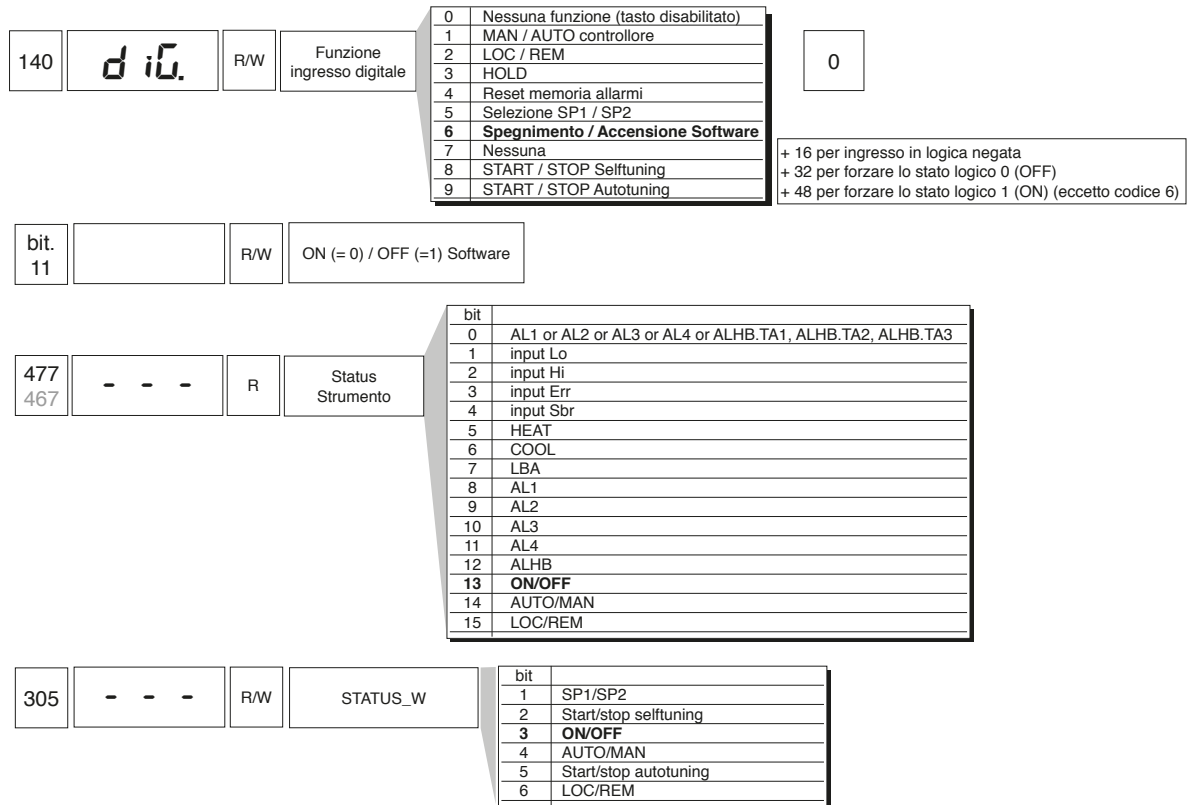 140
diG.
R/W
Funzione
ingresso digitale
0 Nessuna funzione (tasto disabilitato)
1 MAN / AUTO controllore
2 LOC / REM
3 HOLD
4 Reset memoria allarmi
5 Selezione SP1 / SP2
6 Spegnimento / Accensione Software
7 Nessuna
8 START / STOP Selftuning
9 START / STOP Autotuning
0
+ 16 per ingresso in logica negata
+ 32 per forzare lo stato logico 0 (OFF)
+ 48 per forzare lo stato logico 1 (ON) (eccetto codice 6)
bit.
11
R/W
ON (= 0) / OFF (=1) Software
477
467
- - -
R
Status
Strumento
bit
0 AL1 or AL2 or AL3 or AL4 or ALHB.TA1, ALHB.TA2, ALHB.TA3
1 input Lo
2 input Hi
3 input Err
4 input Sbr
5 HEAT
6 COOL
7 LBA
8 AL1
9 AL2
10 AL3
11 AL4
12 ALHB
13 ON/OFF
14 AUTO/MAN
15 LOC/REM
305
- - -
R/W
STATUS_W
bit
1 SP1/SP2
2 Start/stop selftuning
3 ON/OFF
4 AUTO/MAN
5 Start/stop autotuning
6 LOC/REM